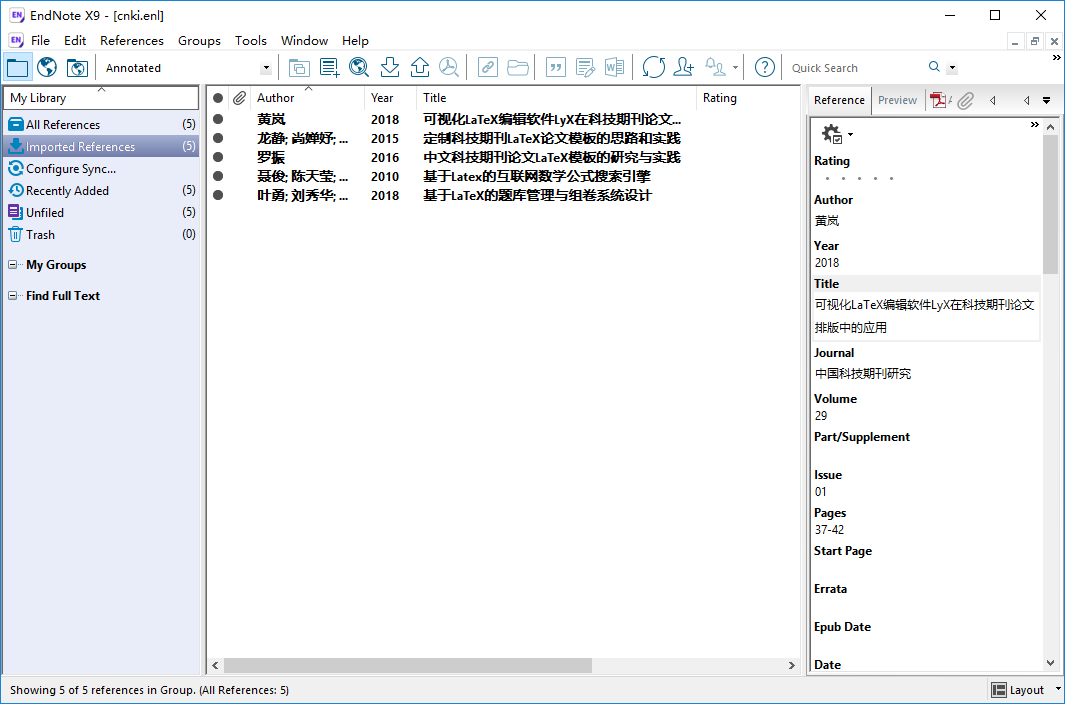 EndNote X9 - [cnki.enl]
File Edit References Groups Tools Window Help
Annotated
Quick Search
My Library
All References (5)
Imported References (5)
Configure Sync...
Recently Added (5)
Unfiled (5)
Trash (0)
My Groups
Find Full Text
Author Year Title Rating
黄岚 2018 可视化LaTeX编辑软件LyX在科技期刊论文...
龙静; 尚婵妤; ... 2015 定制科技期刊LaTeX论文模板的思路和实践
罗振 2016 中文科技期刊论文LaTeX模板的研究与实践
聂俊; 陈天莹; ... 2010 基于Latex的互联网数学公式搜索引擎
叶勇; 刘秀华; ... 2018 基于LaTeX的题库管理与组卷系统设计
Reference Preview
Rating
Author
黄岚
Year
2018
Title
可视化LaTeX编辑软件LyX在科技期刊论文
排版中的应用
Journal
中国科技期刊研究
Volume
29
Part/Supplement
Issue
01
Pages
37-42
Start Page
Errata
Epub Date
Date
Showing 5 of 5 references in Group. (All References: 5)
Layout